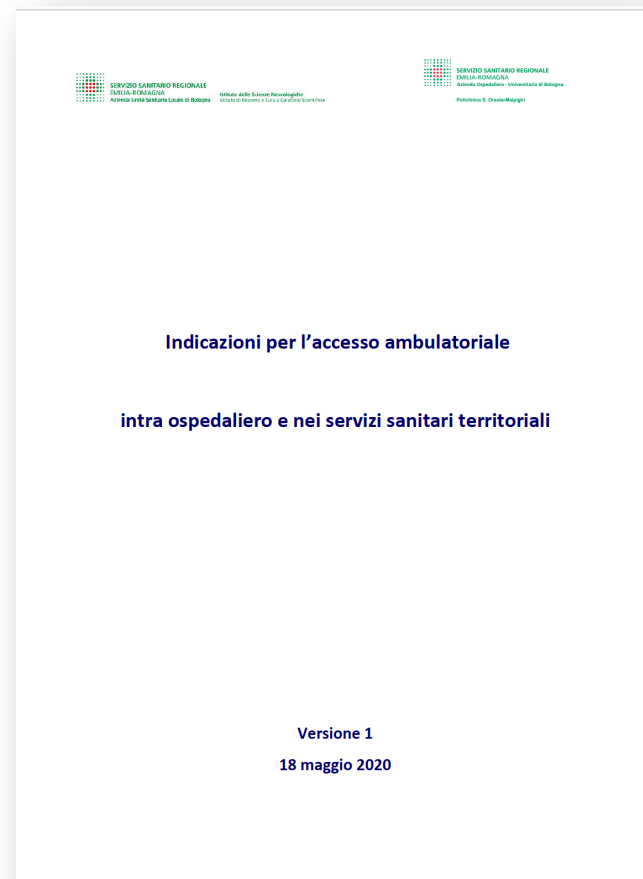 SERVIZIO SANITARIO REGIONALE
EMILIA-ROMAGNA
Azienda Unità Sanitaria Locale di Bologna
Istituto delle Scienze Neurologiche
Istituto di Ricovero e Cura a Carattere Scientifico
SERVIZIO SANITARIO REGIONALE
EMILIA-ROMAGNA
Azienda Ospedaliero - Universitaria di Bologna
Policlinico S. Orsola-Malpighi
Indicazioni per l’accesso ambulatoriale
intra ospedaliero e nei servizi sanitari territoriali
Versione 1
18 maggio 2020